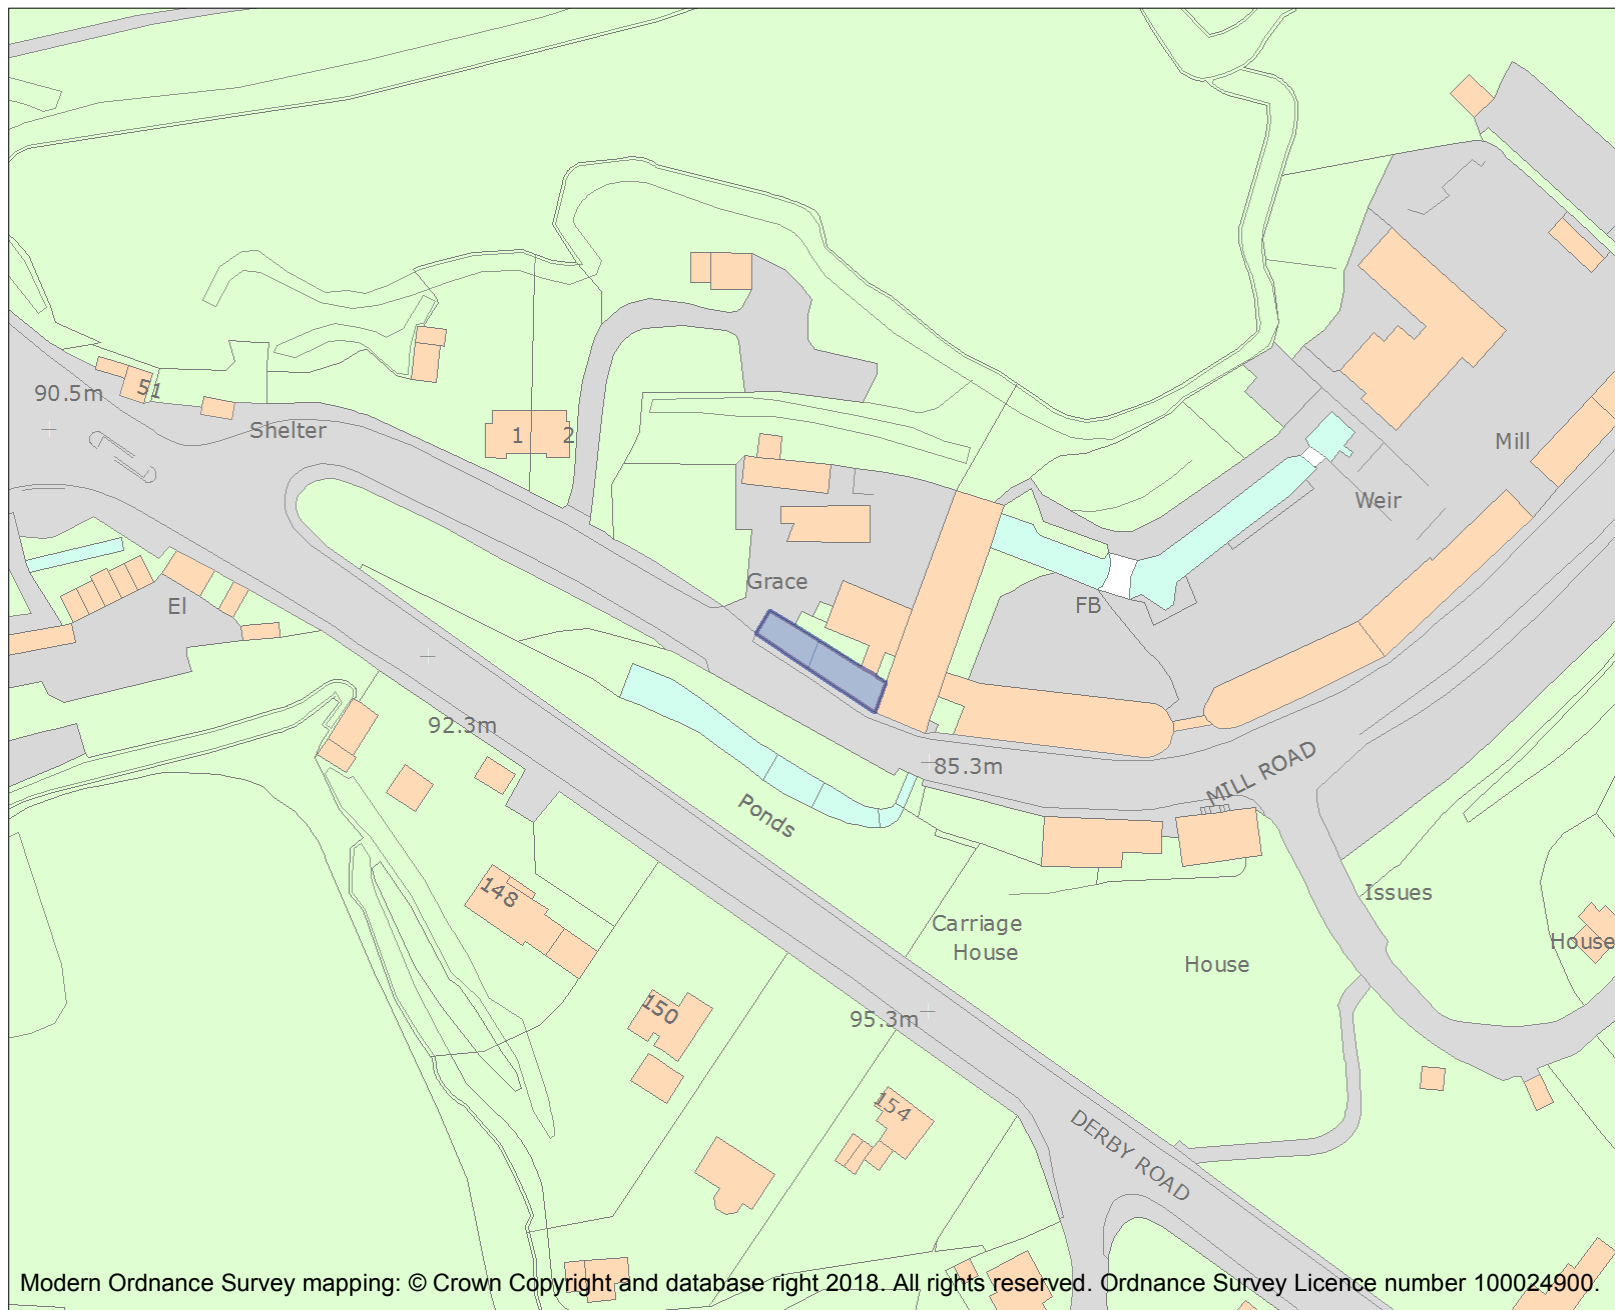 51
90.5m
Shelter
1
2
Mill
Weir
Grace
FB
El
92.3m
85.3m
MILL ROAD
Ponds
148
Issues
Carriage
House
House
House
150
95.3m
154
DERBY ROAD
Modern Ordnance Survey mapping: © Crown Copyright and database right 2018. All rights reserved. Ordnance Survey Licence number 100024900.